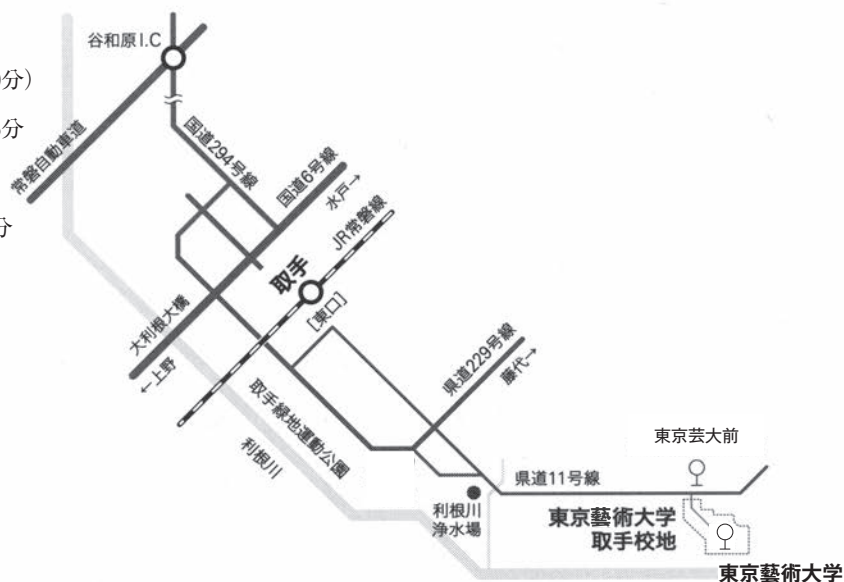 谷和原I.C
分）
分
分
常磐自動車道
国道294号線
国道6号線
水戸→
JR常磐線
取手
[東口]
大利根大橋
←上野
取手緑地運動公園
利根川
県道229号線
藤代→
東京芸大前
県道11号線
利根川
浄水場
東京藝術大学
取手校地
東京藝術大学